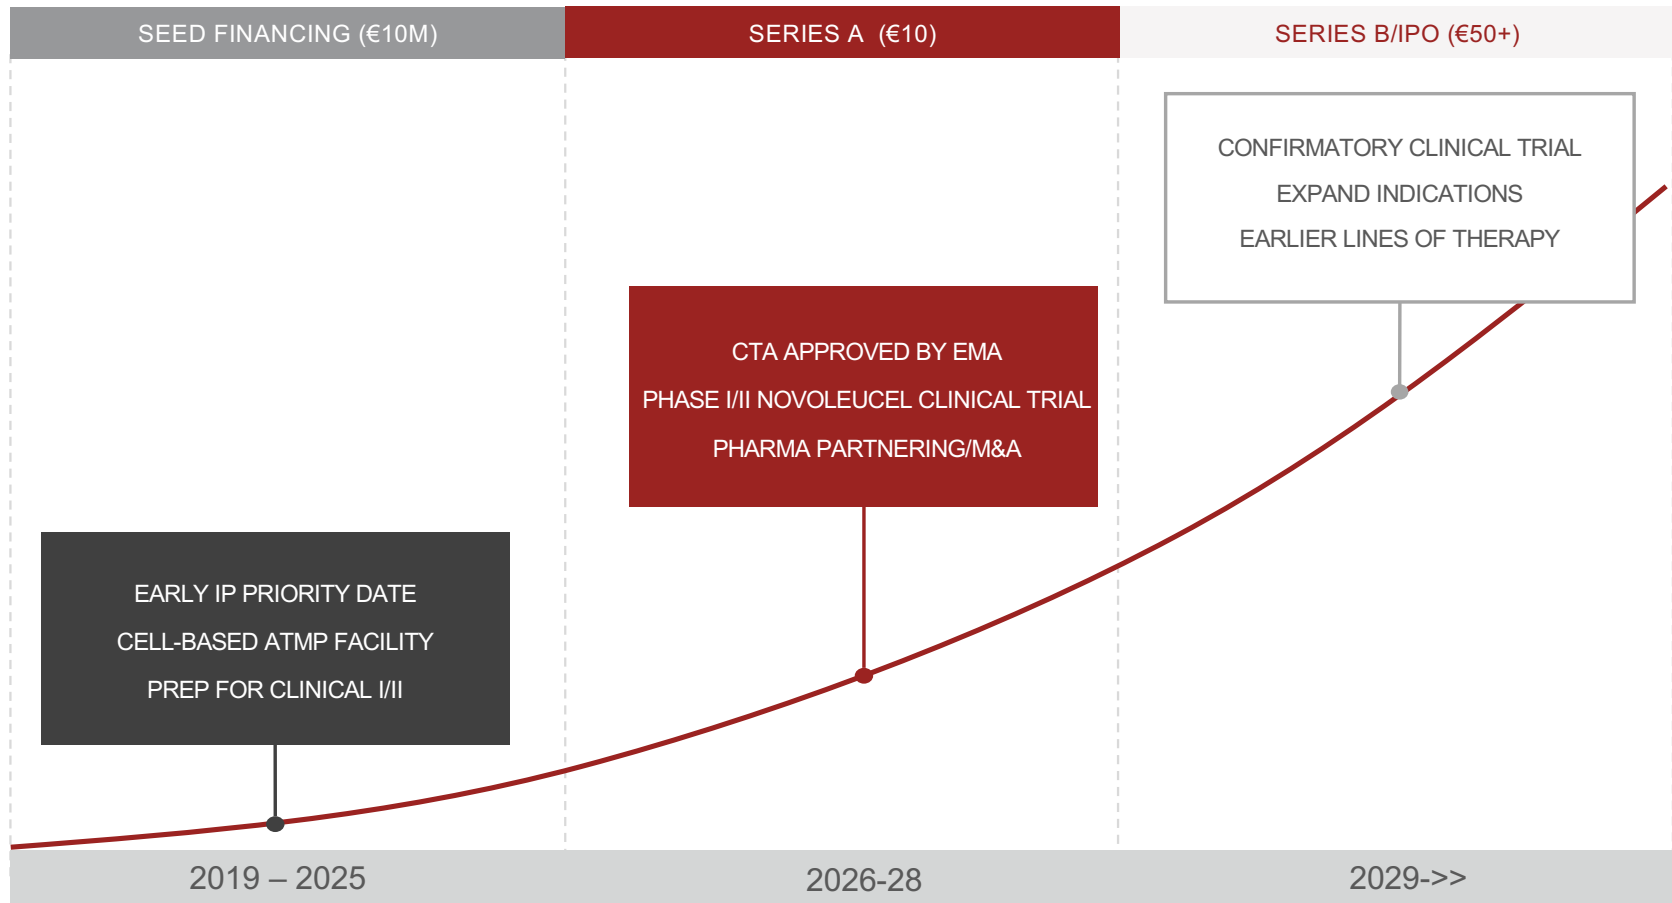 SEED FINANCING (€10M)
SERIES A (€10)
SERIES B/IPO (€50+)
CONFIRMATORY CLINICAL TRIAL
EXPAND INDICATIONS
EARLIER LINES OF THERAPY
CTA APPROVED BY EMA
PHASE I/II NOVOLEUCEL CLINICAL TRIAL
PHARMA PARTNERING/M&A
EARLY IP PRIORITY DATE
CELL-BASED ATMP FACILITY
PREP FOR CLINICAL I/II
2019 – 2025
2026-28
2029->>